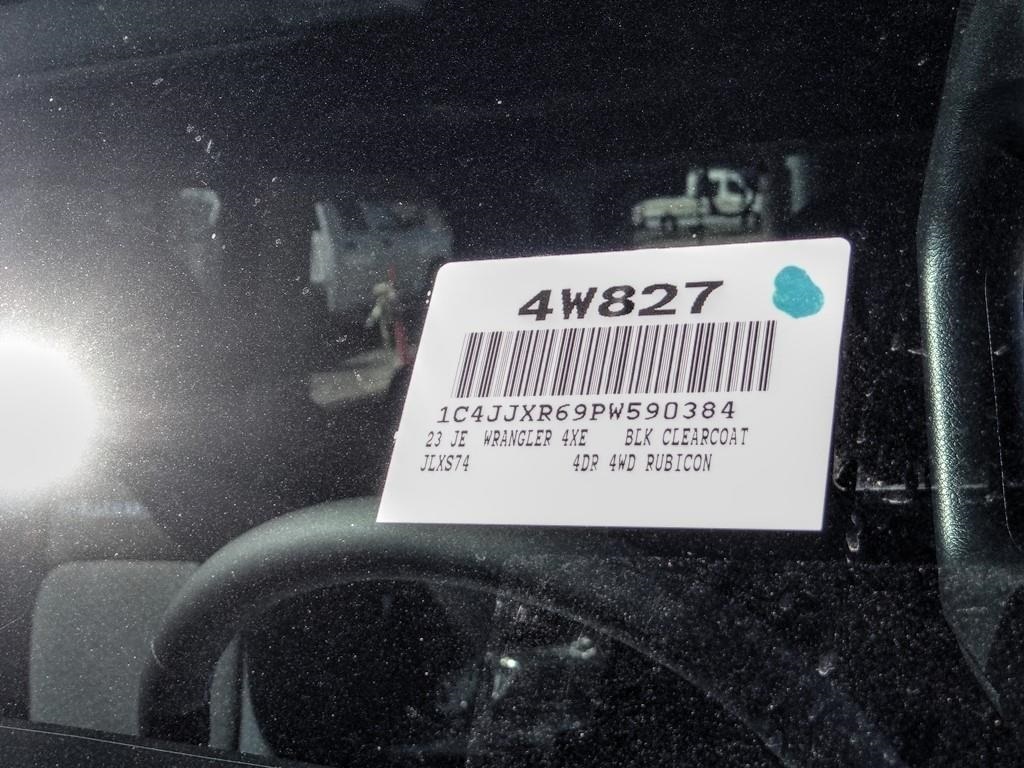 4W827
1C4JJXR69PW590384
23 JE WRANGLER 4XE BLK CLEARCOAT
JLXS74 4DR 4WD RUBICON